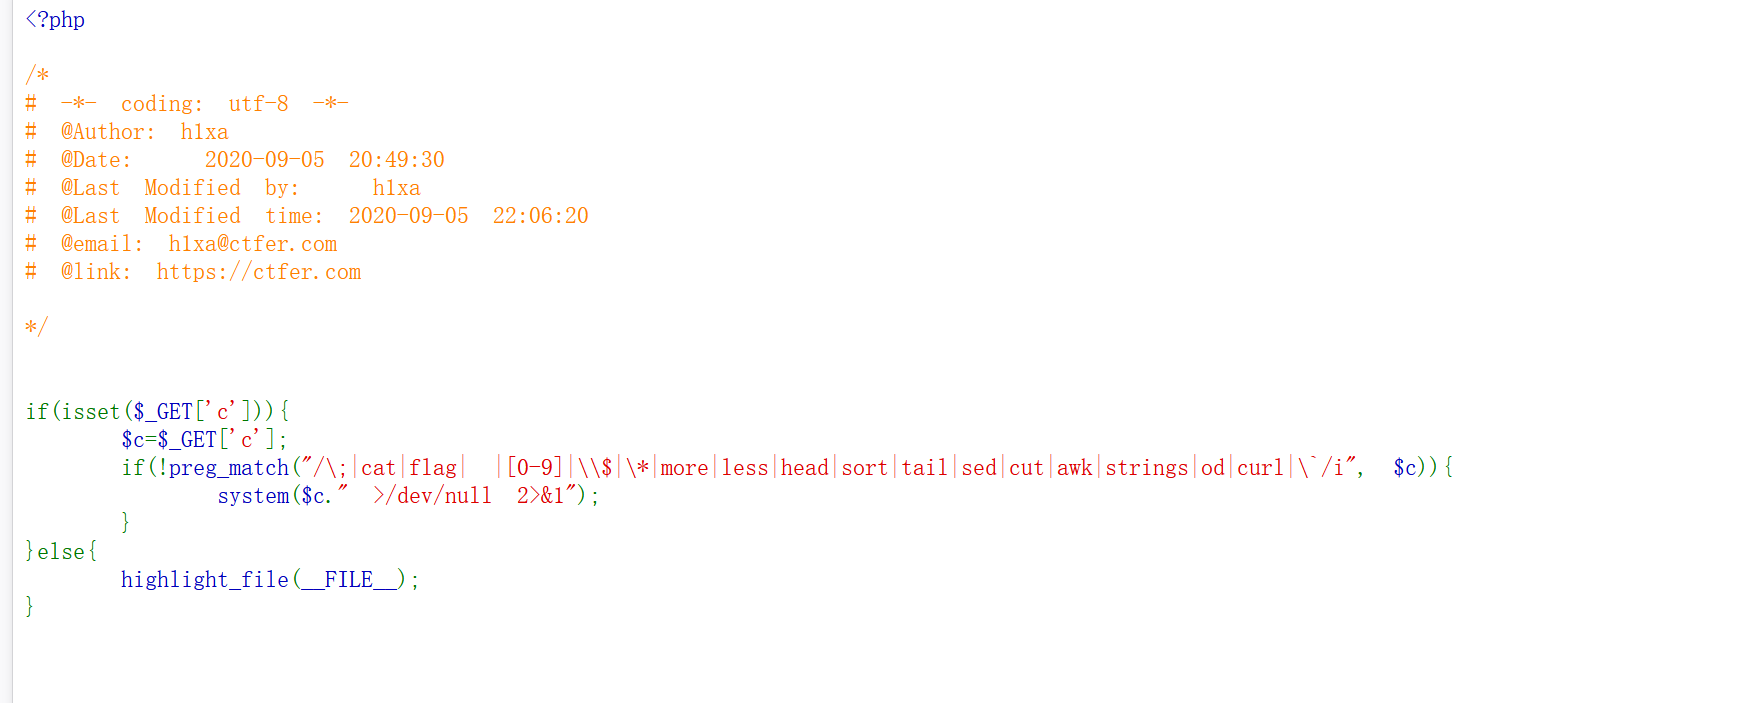 <?php

/*
# -*- coding: utf-8 -*-
# @Author: h1xa
# @Date:   2020-09-05 20:49:30
# @Last Modified by:   h1xa
# @Last Modified time: 2020-09-05 22:06:20
# @email: h1xa@ctfer.com
# @link: https://ctfer.com

*/


if(isset($_GET['c'])){
    $c=$_GET['c'];
    if(!preg_match("/\;|cat|flag| |[0-9]|\\$|\*|more|less|head|sort|tail|sed|cut|awk|strings|od|curl|\`/i", $c)){
        system($c." >/dev/null 2>&1");
    }
}else{
    highlight_file(__FILE__);
}